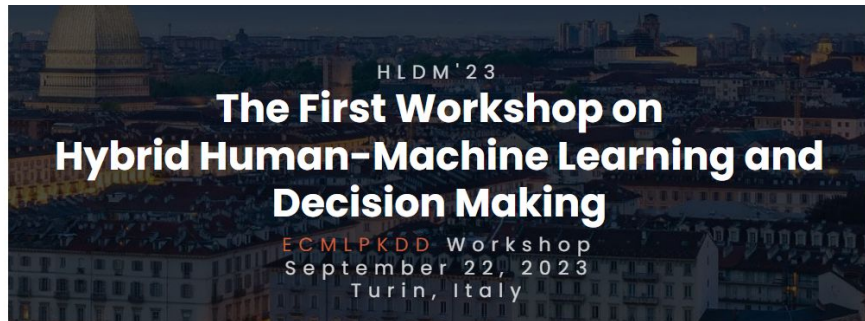 HLDM'23
The First Workshop on
Hybrid Human-Machine Learning and
Decision Making
ECMLPKDD Workshop
September 22, 2023
Turin, Italy